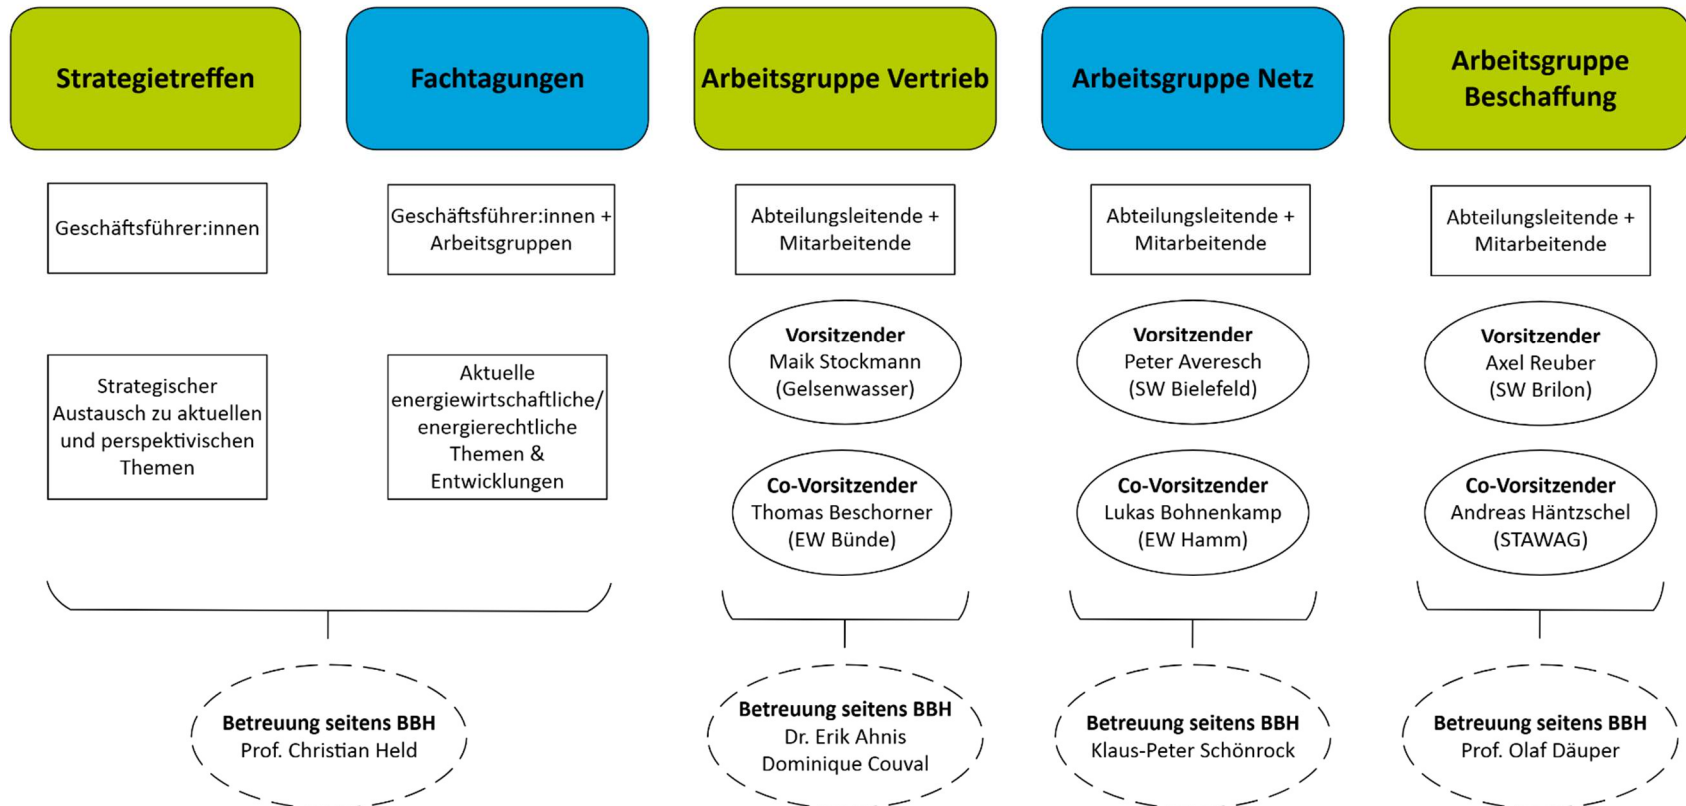 Strategietreffen
Fachtagungen
Arbeitsgruppe Vertrieb
Arbeitsgruppe Netz
Arbeitsgruppe
Beschaffung
Geschäftsführer:innen
Geschäftsführer:innen +
Arbeitsgruppen
Abteilungsleitende +
Mitarbeitende
Abteilungsleitende +
Mitarbeitende
Abteilungsleitende +
Mitarbeitende
Strategischer
Austausch zu aktuellen
und perspektivischen
Themen
Aktuelle
energiewirtschaftliche/
energierechtliche
Themen &
Entwicklungen
Vorsitzender
Maik Stockmann
(Gelsenwasser)
Vorsitzender
Peter Averesch
(SW Bielefeld)
Vorsitzender
Axel Reuber
(SW Brilon)
Co-Vorsitzender
Thomas Beschorner
(EW Bünde)
Co-Vorsitzender
Lukas Bohnenkamp
(EW Hamm)
Co-Vorsitzender
Andreas Häntzschel
(STAWAG)
Betreuung seitens BBH
Prof. Christian Held
Betreuung seitens BBH
Dr. Erik Ahnis
Dominique Couval
Betreuung seitens BBH
Klaus-Peter Schönrock
Betreuung seitens BBH
Prof. Olaf Däuper